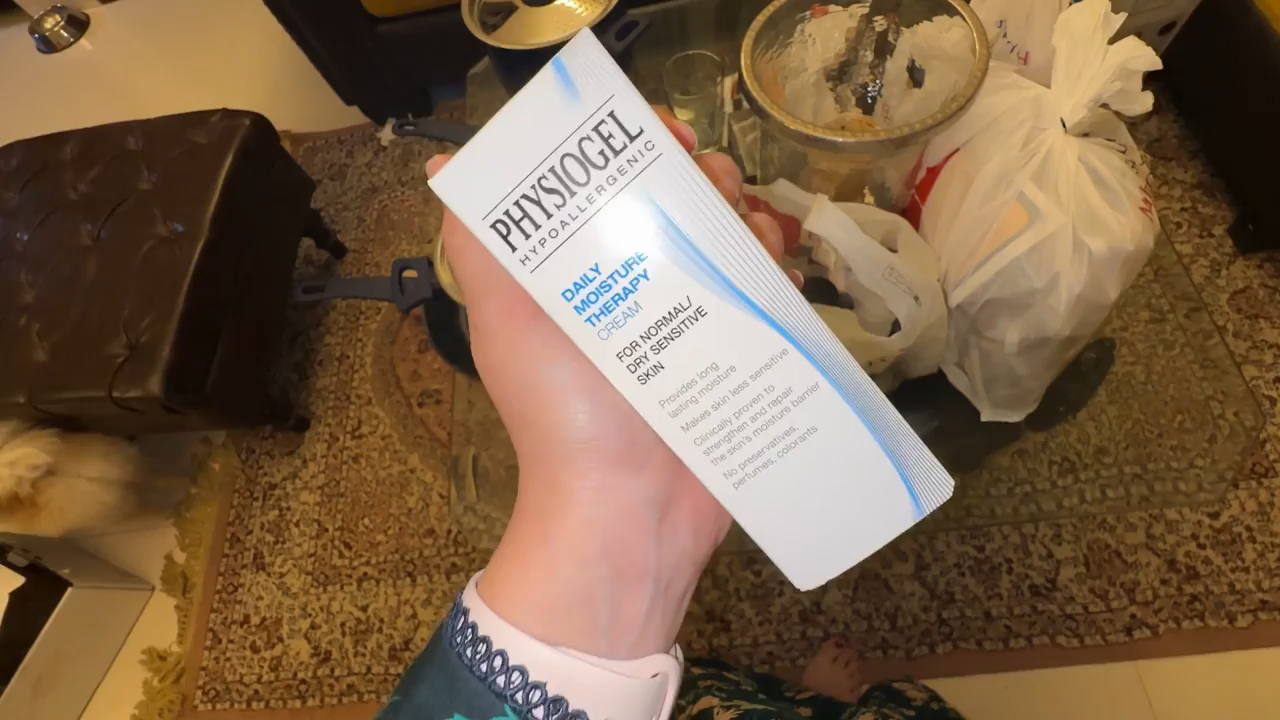 PHYSIOGEL
HYPOALLERGENIC
DAILY
MOISTURE
THERAPY
CREAM
FOR NORMAL/
DRY SENSITIVE
SKIN
Provides long
lasting moisture
Makes skin less sensitive
Clinically proven to
strengthen and repair
the skin's moisture barrier
No preservatives,
perfumes, colorants